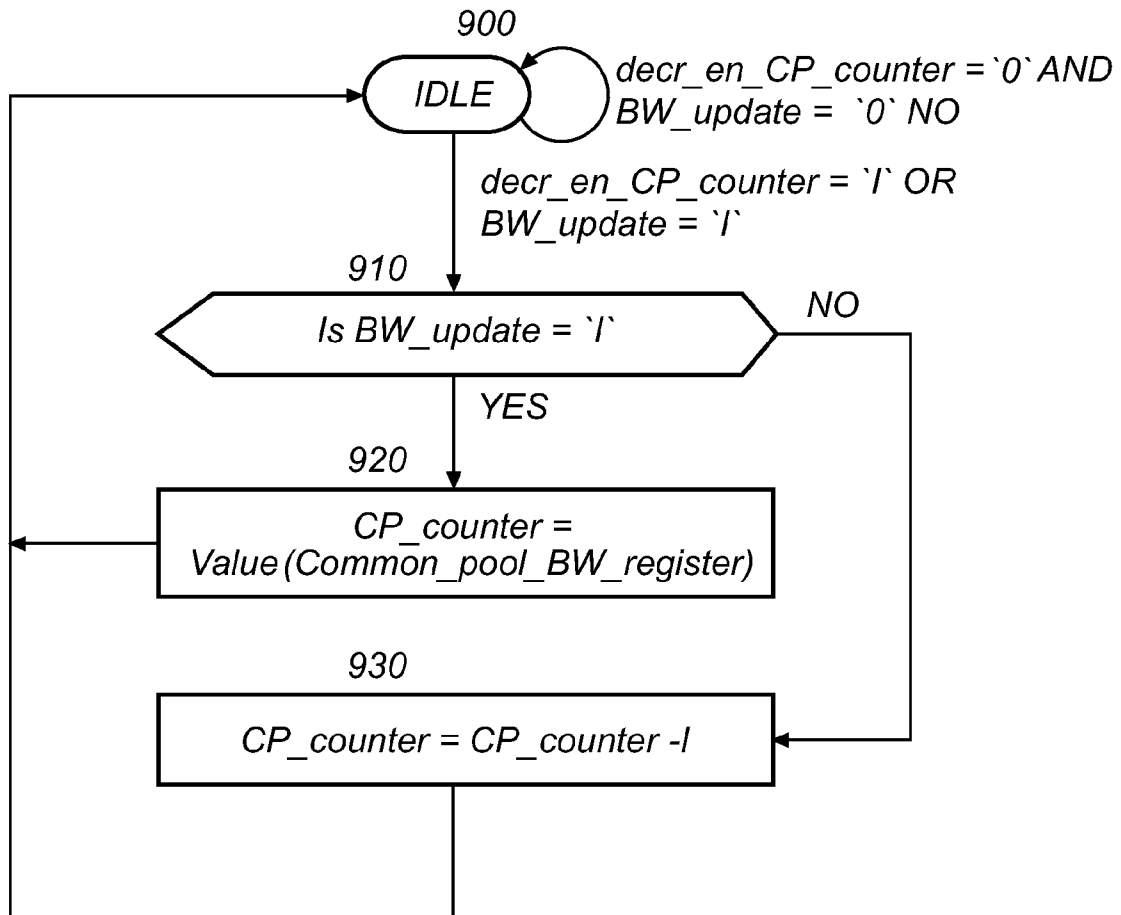 900
IDLE
decr_en_CP_counter = `0` AND
BW_update = `0` NO
decr_en_CP_counter = `I` OR
BW_update = `I`
910
Is BW_update = `I`
NO
YES
920
CP_counter =
Value (Common_pool_BW_register)
930
CP_counter = CP_counter -I